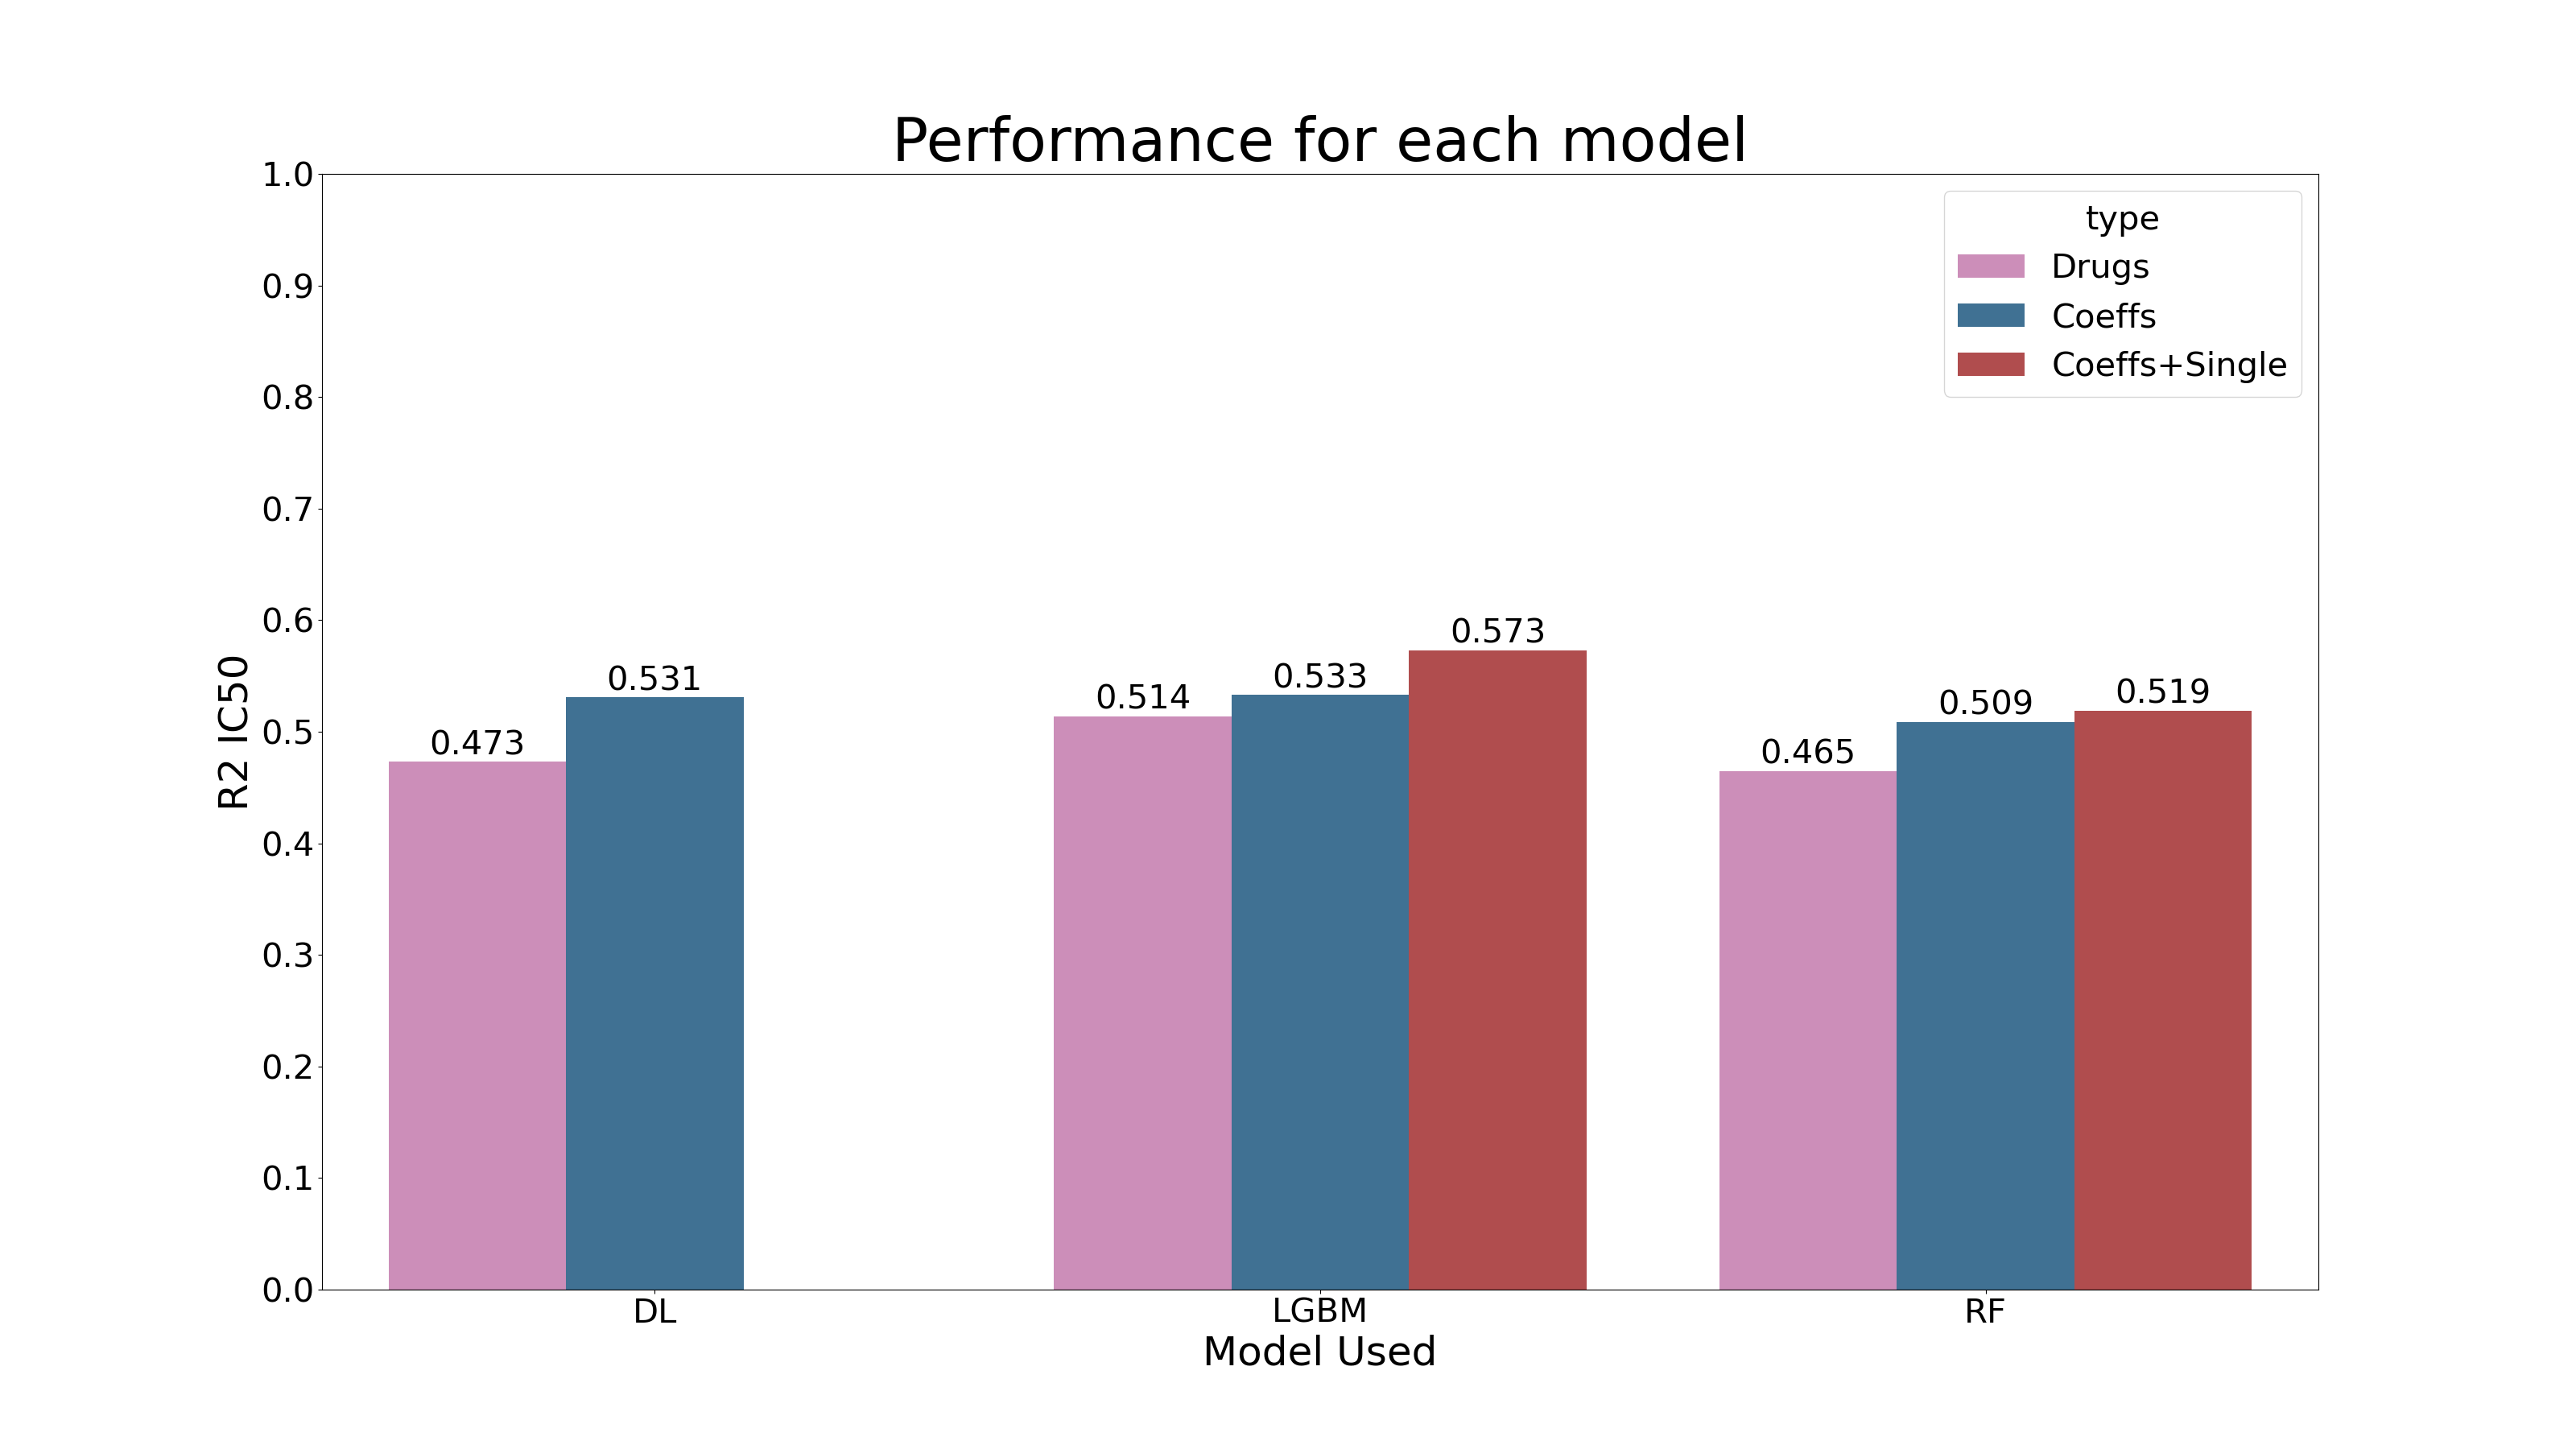 Performance for each model
1.0
0.9
0.8
0.7
0.6
0.5
0.4
0.3
0.2
0.1
0.0
R2 IC50
type
Drugs
Coeffs
Coeffs+Single
0.473
0.531
0.514
0.533
0.573
0.465
0.509
0.519
DL
LGBM
RF
Model Used